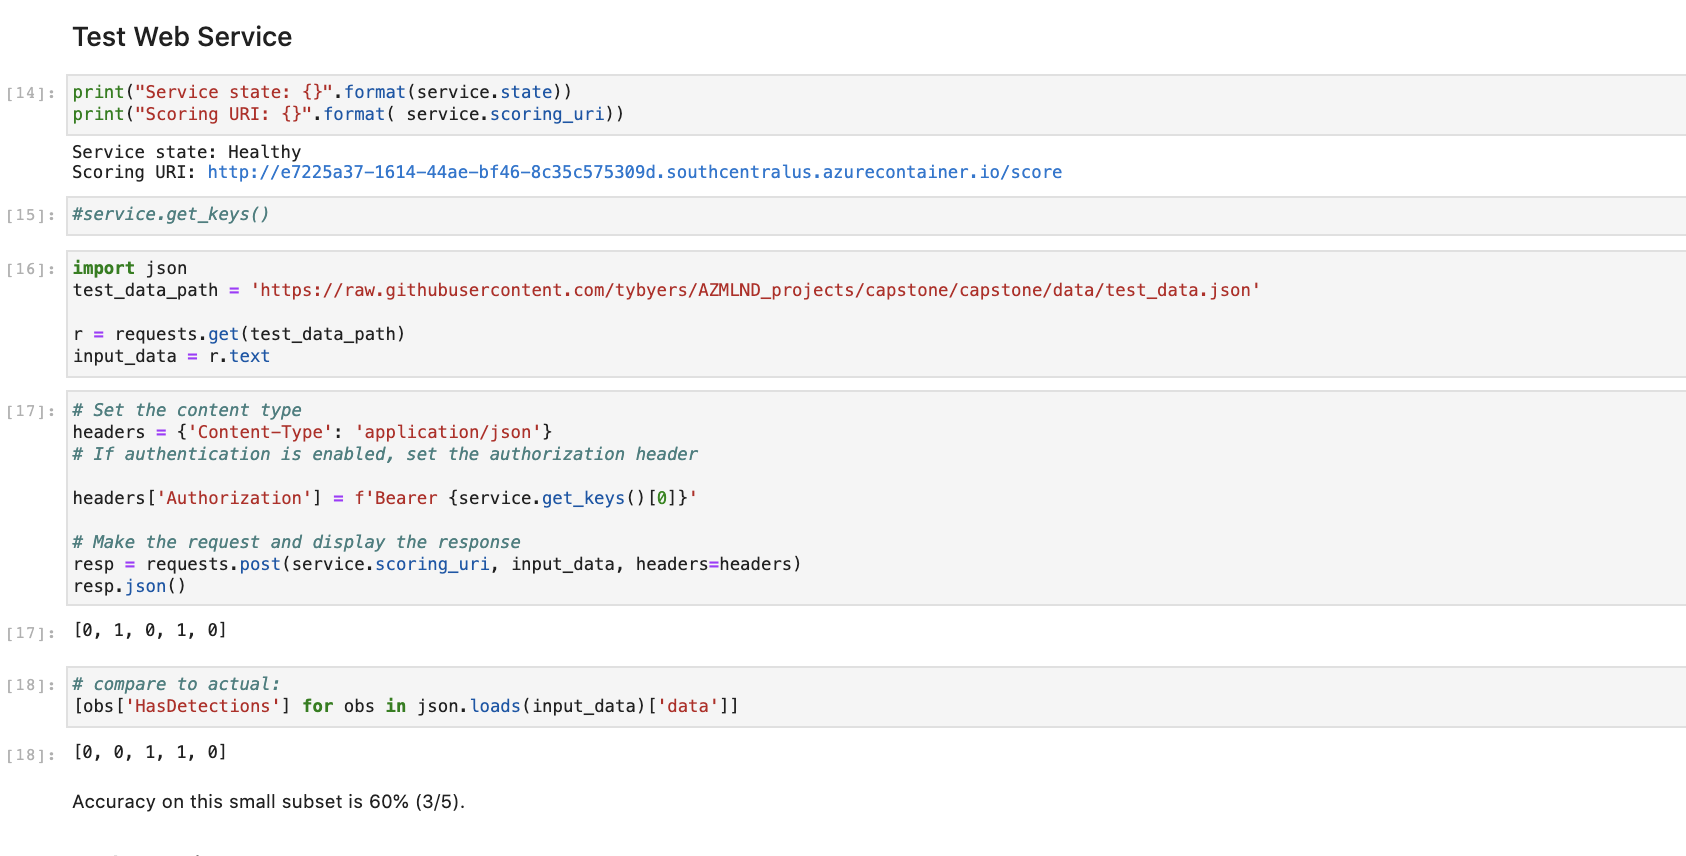 Test Web Service
[14]: print("Service state: {}".format(service.state))
print("Scoring URI: {}".format( service.scoring_uri))
Service state: Healthy
Scoring URI: http://e7225a37-1614-44ae-bf46-8c35c575309d.southcentralus.azurecontainer.io/score
[15]: #service.get_keys()
[16]: import json
test_data_path = 'https://raw.githubusercontent.com/tybyers/AZMLND_projects/capstone/capstone/data/test_data.json'
r = requests.get(test_data_path)
input_data = r.text
[17]: # Set the content type
headers = {'Content-Type': 'application/json'}
# If authentication is enabled, set the authorization header
headers['Authorization'] = f'Bearer {service.get_keys()[0]}'
# Make the request and display the response
resp = requests.post(service.scoring_uri, input_data, headers=headers)
resp.json()
[17]: [0, 1, 0, 1, 0]
[18]: # compare to actual:
[obs['HasDetections'] for obs in json.loads(input_data)['data']]
[18]: [0, 0, 1, 1, 0]
Accuracy on this small subset is 60% (3/5).